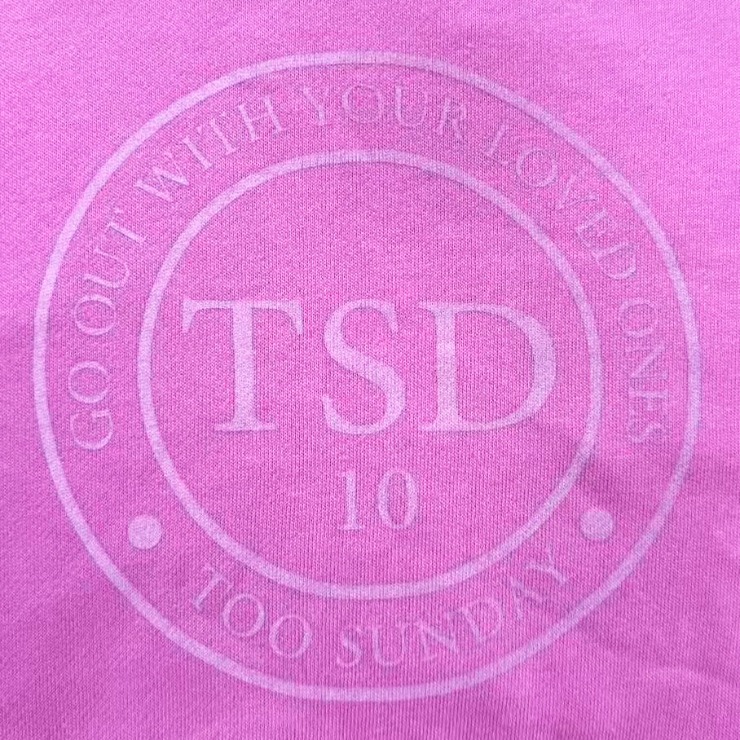 GO OUT WITH YOUR LOVED ONES
TSD
10
TOO SUNDAY